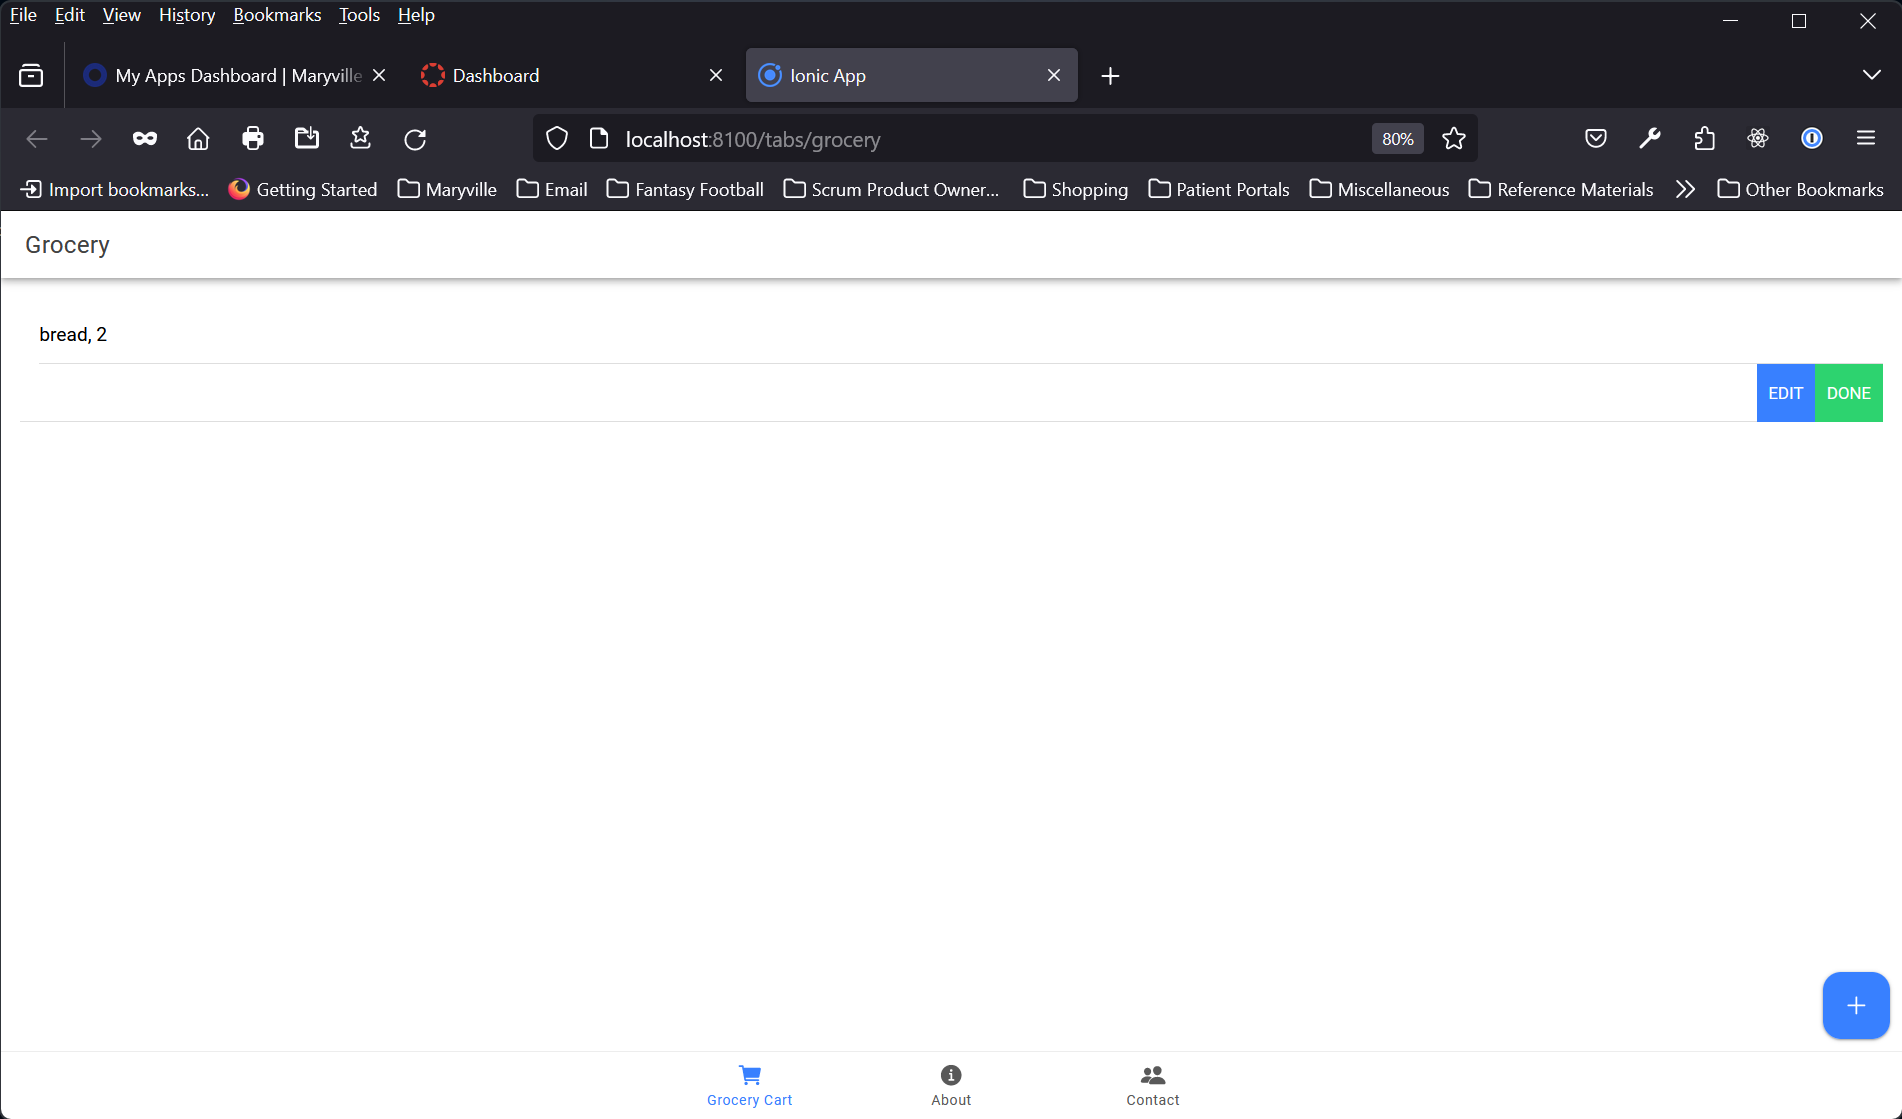 File Edit View History Bookmarks Tools Help
My Apps Dashboard | Maryville
Dashboard
Ionic App
localhost:8100/tabs/grocery
80%
Import bookmarks... Getting Started Maryville Email Fantasy Football Scrum Product Owner... Shopping Patient Portals Miscellaneous Reference Materials Other Bookmarks
Grocery
bread, 2
EDIT DONE
Grocery Cart About Contact